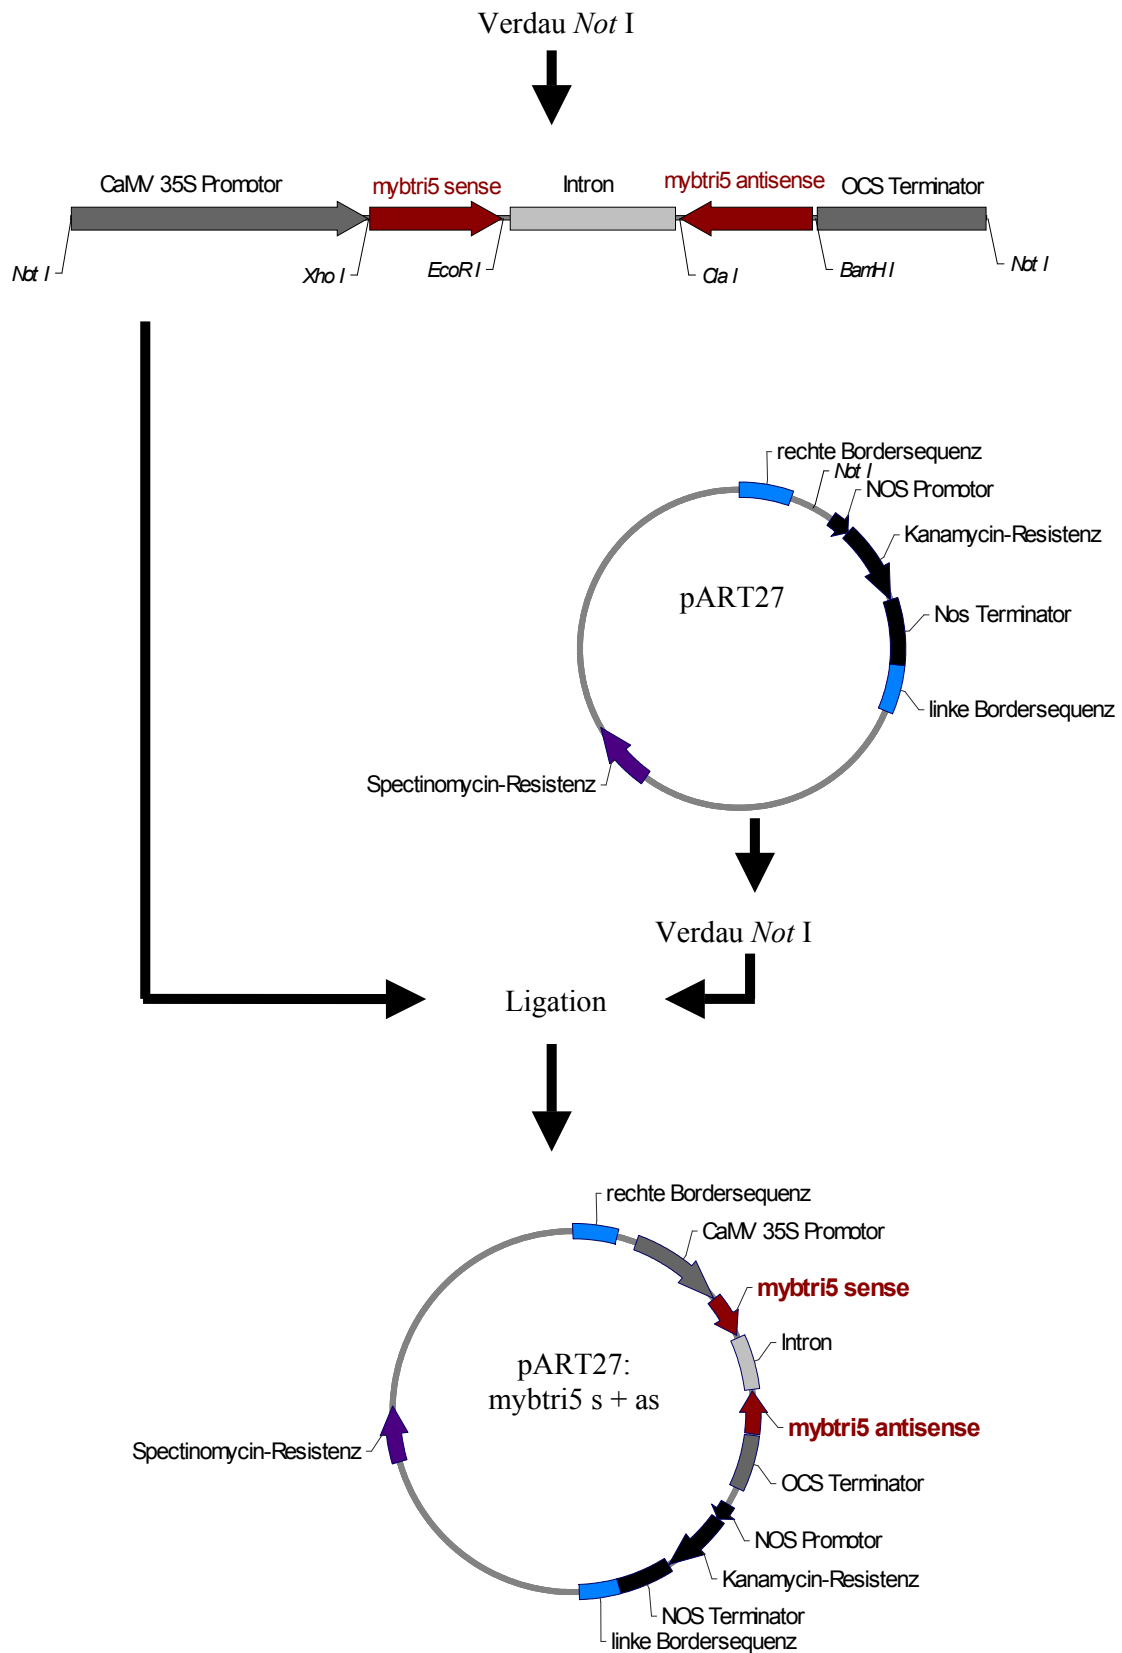 Verdau Not I
CaMV 35S Promotor
mybtri5 sense
Intron
mybtri5 antisense
OCS Terminator
Not I
Xho I
EcoR I
Cla I
BamH I
Not I
rechte Bordersequenz
Not I
NOS Promotor
Kanamycin-Resistenz
pART27
Nos Terminator
linke Bordersequenz
Spectinomycin-Resistenz
Verdau Not I
Ligation
rechte Bordersequenz
CaMV 35S Promotor
mybtri5 sense
Intron
pART27:
mybtri5 s + as
mybtri5 antisense
Spectinomycin-Resistenz
OCS Terminator
NOS Promotor
Kanamycin-Resistenz
NOS Terminator
linke Bordersequenz